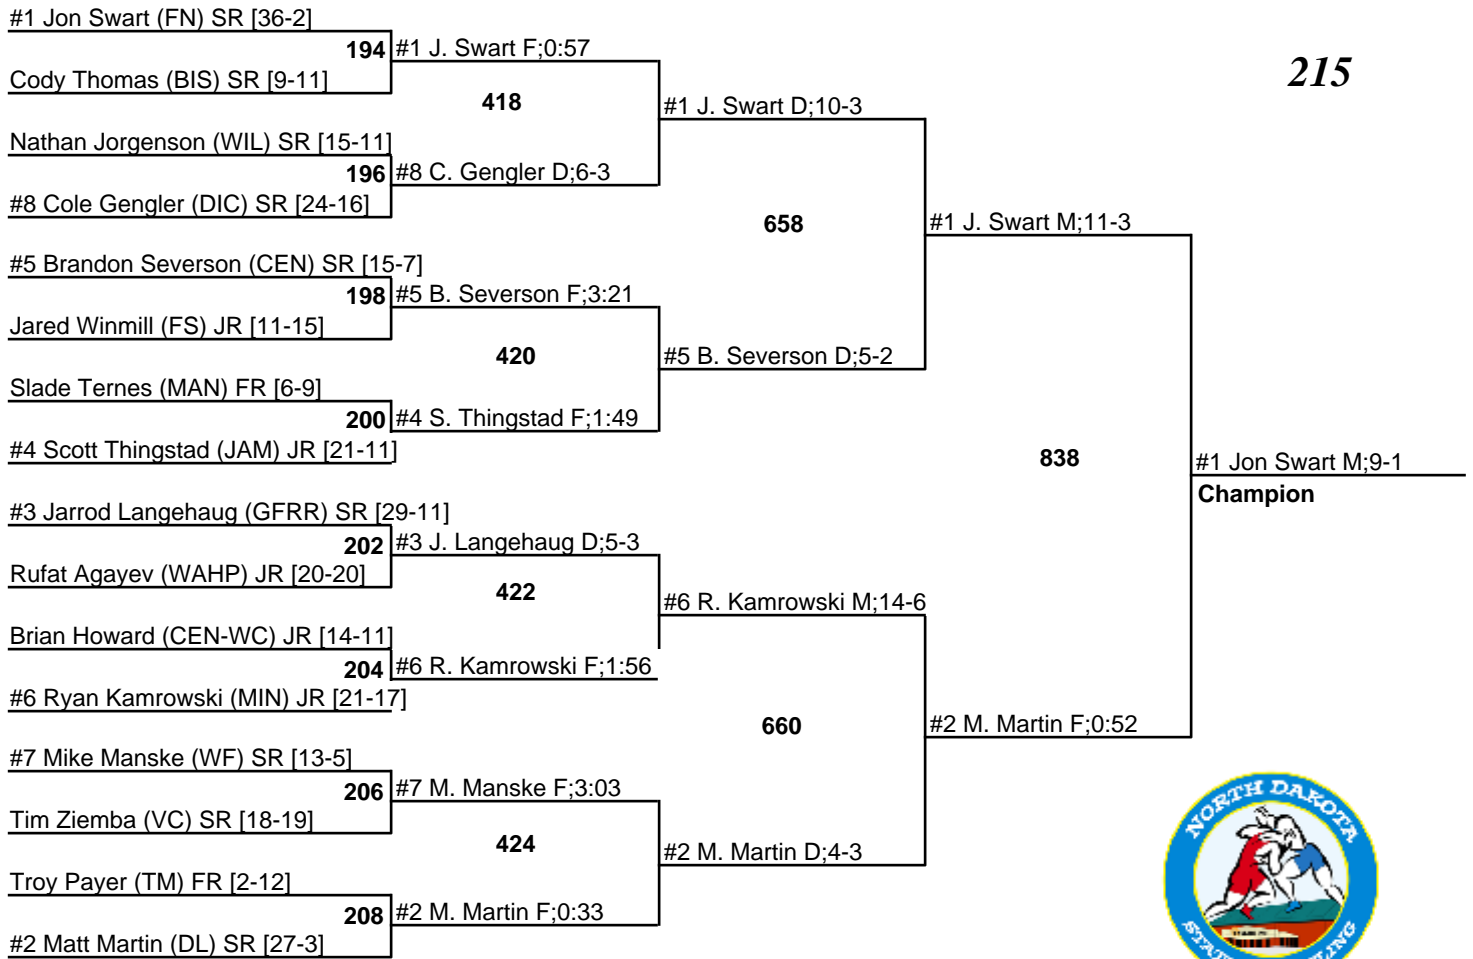 #1 Jon Swart (FN) SR [36-2]
194 #1 J. Swart F;0:57
Cody Thomas (BIS) SR [9-11]
215
418
#1 J. Swart D;10-3
Nathan Jorgenson (WIL) SR [15-11]
196 #8 C. Gengler D;6-3
#8 Cole Gengler (DIC) SR [24-16]
658
#1 J. Swart M;11-3
#5 Brandon Severson (CEN) SR [15-7]
198 #5 B. Severson F;3:21
Jared Winmill (FS) JR [11-15]
420
#5 B. Severson D;5-2
Slade Ternes (MAN) FR [6-9]
200 #4 S. Thingstad F;1:49
#4 Scott Thingstad (JAM) JR [21-11]
838
#1 Jon Swart M;9-1
Champion
#3 Jarrod Langehaug (GFRR) SR [29-11]
202 #3 J. Langehaug D;5-3
Rufat Agayev (WAHP) JR [20-20]
422
#6 R. Kamrowski M;14-6
Brian Howard (CEN-WC) JR [14-11]
204 #6 R. Kamrowski F;1:56
#6 Ryan Kamrowski (MIN) JR [21-17]
660
#2 M. Martin F;0:52
#7 Mike Manske (WF) SR [13-5]
206 #7 M. Manske F;3:03
Tim Ziemba (VC) SR [18-19]
424
#2 M. Martin D;4-3
Troy Payer (TM) FR [2-12]
208 #2 M. Martin F;0:33
#2 Matt Martin (DL) SR [27-3]
NORTH DAKOTA